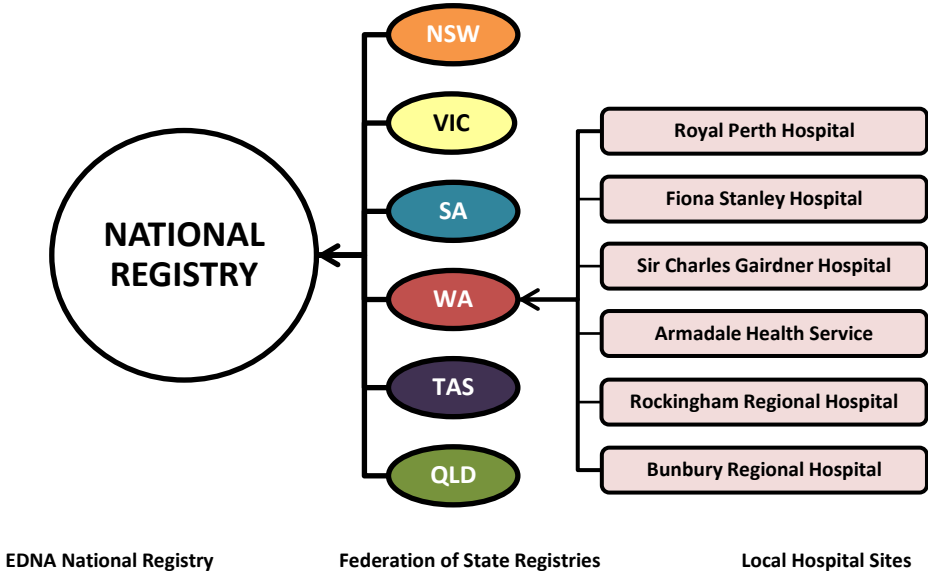 NATIONAL
REGISTRY
NSW
VIC
SA
WA
TAS
QLD
Royal Perth Hospital
Fiona Stanley Hospital
Sir Charles Gairdner Hospital
Armadale Health Service
Rockingham Regional Hospital
Bunbury Regional Hospital
EDNA National Registry
Federation of State Registries
Local Hospital Sites